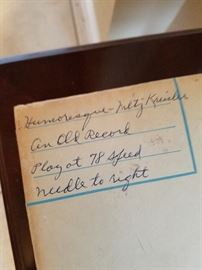 Humoresque - Fritz Kreisler
An Old Record
Play at 78 speed
needle to right